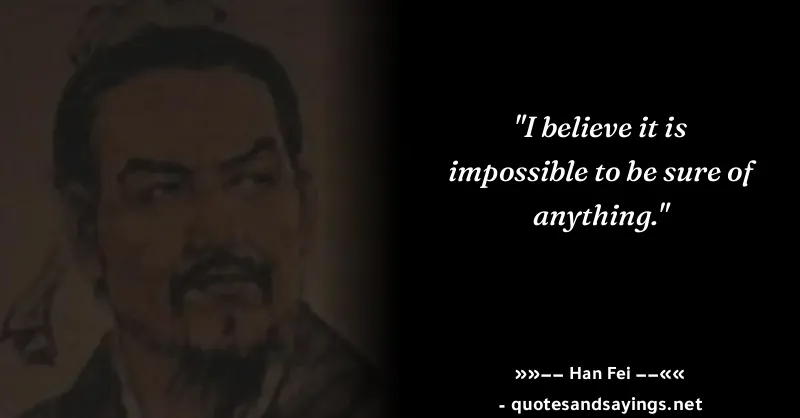 "I believe it is
impossible to be sure of
anything."
»»–– Han Fei ––««
- quotesandsayings.net